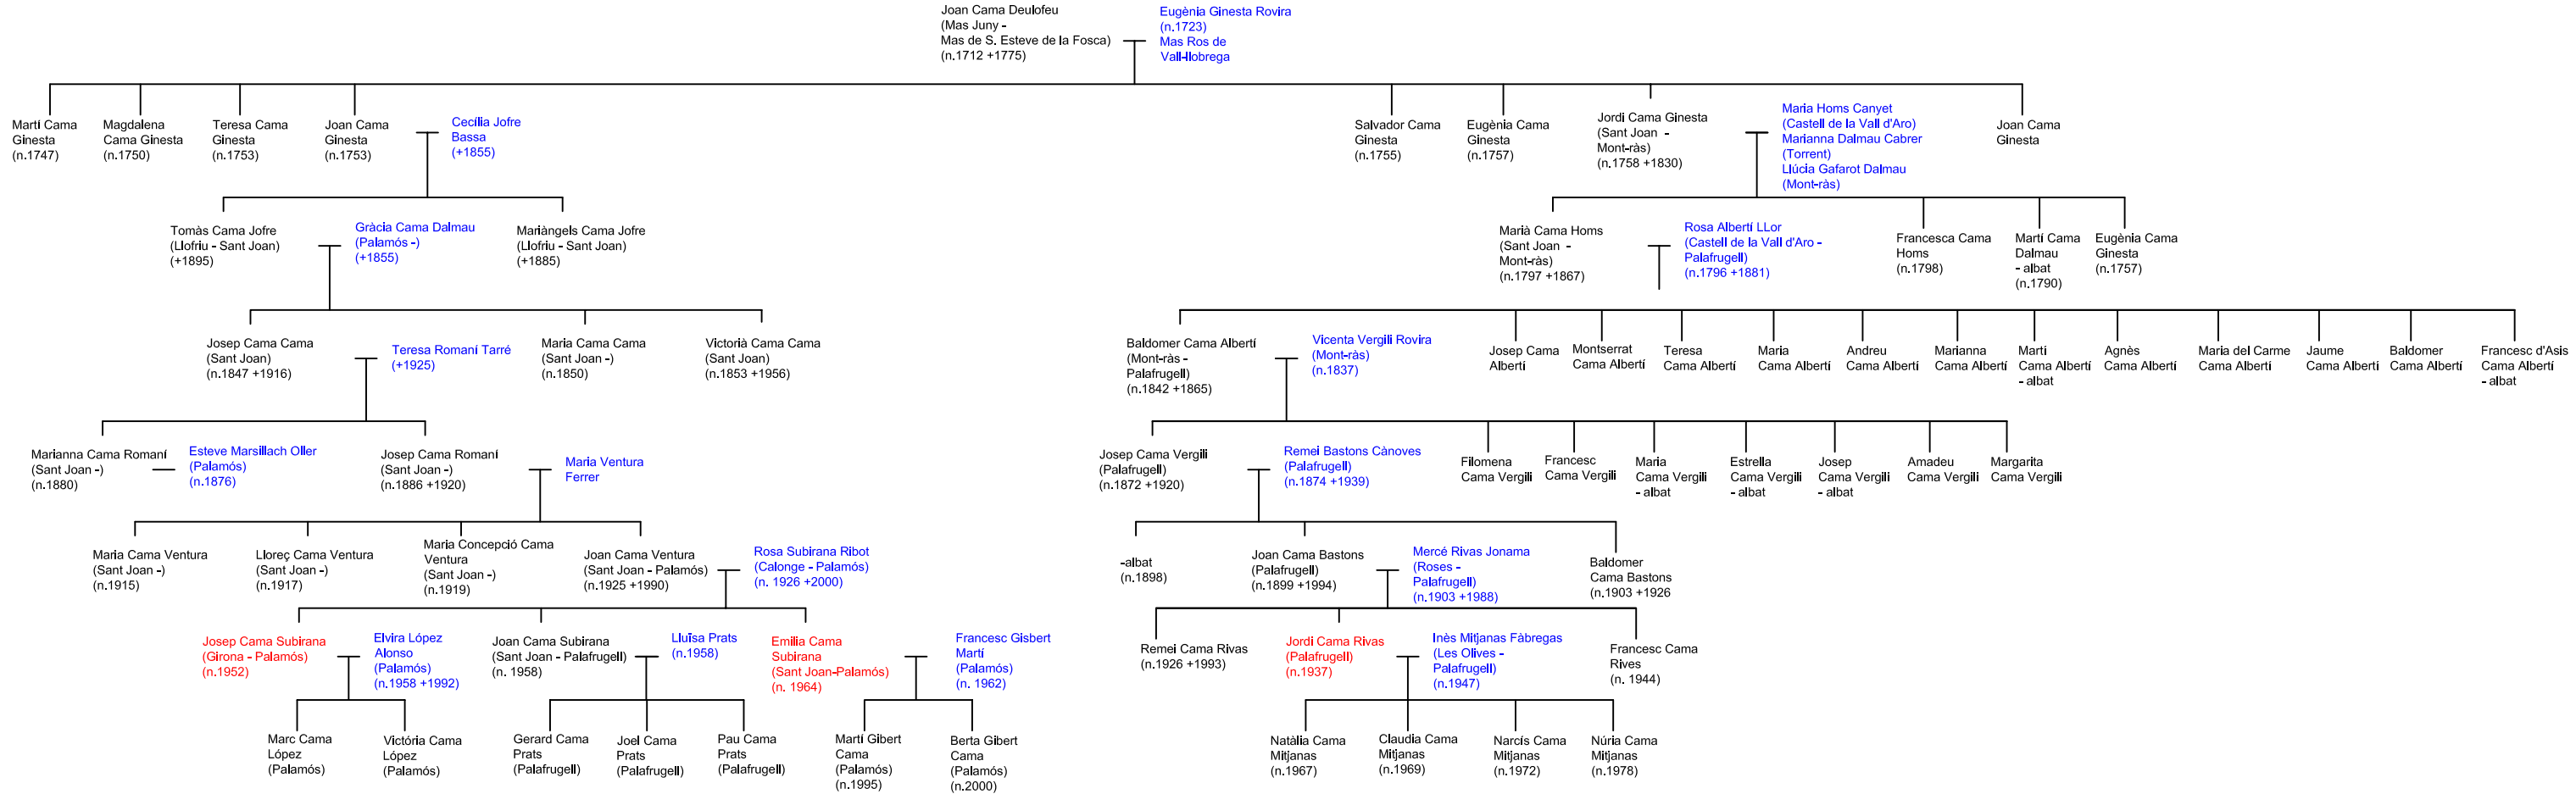 Joan Cama Deulofeu
(Mas Juny -
Mas de S. Esteve de la Fosca)
(n.1712 +1775)
Eugènia Ginesta Rovira
(n.1723)
Mas Ros de
Vall-llobrega
Martí Cama
Ginesta
(n.1747)
Magdalena
Cama Ginesta
(n.1750)
Teresa Cama
Ginesta
(n.1753)
Joan Cama
Ginesta
(n.1753)
Cecília Jofre
Bassa
(+1855)
Salvador Cama
Ginesta
(n.1755)
Eugènia Cama
Ginesta
(n.1757)
Jordi Cama Ginesta
(Sant Joan -
Mont-ràs)
(n.1758 +1830)
Maria Homs Canyet
(Castell de la Vall d'Aro)
Marianna Dalmau Cabrer
(Torrent)
Llúcia Gafarot Dalmau
(Mont-ràs)
Joan Cama
Ginesta
Tomàs Cama Jofre
(Llofriu - Sant Joan)
(+1895)
Gràcia Cama Dalmau
(Palamós -)
(+1855)
Mariàngels Cama Jofre
(Llofriu - Sant Joan)
(+1885)
Marià Cama Homs
(Sant Joan -
Mont-ràs)
(n.1797 +1867)
Rosa Albertí LLor
(Castell de la Vall d'Aro -
Palafrugell)
(n.1796 +1881)
Francesca Cama
Homs
(n.1798)
Martí Cama
Dalmau
- albat
(n.1790)
Eugènia Cama
Ginesta
(n.1757)
Josep Cama Cama
(Sant Joan)
(n.1847 +1916)
Teresa Romaní Tarré
(+1925)
Maria Cama Cama
(Sant Joan -)
(n.1850)
Victorià Cama Cama
(Sant Joan)
(n.1853 +1956)
Baldomer Cama Albertí
(Mont-ràs -
Palafrugell)
(n.1842 +1865)
Vicenta Vergili Rovira
(Mont-ràs)
(n.1837)
Josep Cama
Albertí
Montserrat
Cama Albertí
Teresa
Cama Albertí
Maria
Cama Albertí
Andreu
Cama Albertí
Marianna
Cama Albertí
Martí
Cama Albertí
- albat
Agnès
Cama Albertí
Maria del Carme
Cama Albertí
Jaume
Cama Albertí
Baldomer
Cama Albertí
Francesc d'Asis
Cama Albertí
- albat
Marianna Cama Romaní
(Sant Joan -)
(n.1880)
Esteve Marsillach Oller
(Palamós)
(n.1876)
Josep Cama Romaní
(Sant Joan -)
(n.1886 +1920)
Maria Ventura
Ferrer
Josep Cama Vergili
(Palafrugell)
(n.1872 +1920)
Remei Bastons Cànoves
(Palafrugell)
(n.1874 +1939)
Filomena
Cama Vergili
Francesc
Cama Vergili
Maria
Cama Vergili
- albat
Estrella
Cama Vergili
- albat
Josep
Cama Vergili
- albat
Amadeu
Cama Vergili
Margarita
Cama Vergili
Maria Cama Ventura
(Sant Joan -)
(n.1915)
Lloreç Cama Ventura
(Sant Joan -)
(n.1917)
Maria Concepció Cama
Ventura
(Sant Joan -)
(n.1919)
Joan Cama Ventura
(Sant Joan - Palamós)
(n.1925 +1990)
Rosa Subirana Ribot
(Calonge - Palamós)
(n. 1926 +2000)
-albat
(n.1898)
Joan Cama Bastons
(Palafrugell)
(n.1899 +1994)
Mercé Rivas Jonama
(Roses -
Palafrugell)
(n.1903 +1988)
Baldomer
Cama Bastons
(n.1903 +1926
Josep Cama Subirana
(Girona - Palamós)
(n.1952)
Elvira López
Alonso
(Palamós)
(n.1958 +1992)
Joan Cama Subirana
(Sant Joan - Palafrugell)
(n. 1958)
Lluïsa Prats
(n.1958)
Emilia Cama
Subirana
(Sant Joan-Palamós)
(n. 1964)
Francesc Gisbert
Martí
(Palamós)
(n. 1962)
Remei Cama Rivas
(n.1926 +1993)
Jordi Cama Rivas
(Palafrugell)
(n.1937)
Inès Mitjanas Fàbregas
(Les Olives -
Palafrugell)
(n.1947)
Francesc Cama
Rives
(n. 1944)
Marc Cama
López
(Palamós)
Victória Cama
López
(Palamós)
Gerard Cama
Prats
(Palafrugell)
Joel Cama
Prats
(Palafrugell)
Pau Cama
Prats
(Palafrugell)
Martí Gibert
Cama
(Palamós)
(n.1995)
Berta Gibert
Cama
(Palamós)
(n.2000)
Natàlia Cama
Mitjanas
(n.1967)
Claudia Cama
Mitjanas
(n.1969)
Narcís Cama
Mitjanas
(n.1972)
Núria Cama
Mitjanas
(n.1978)